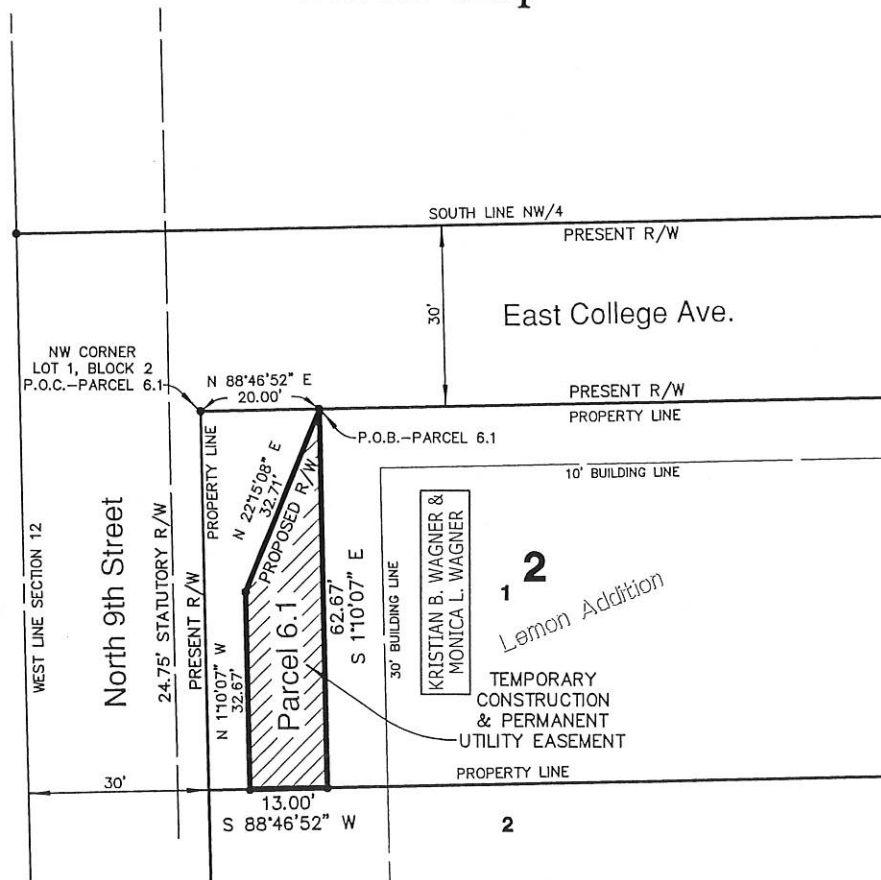 SOUTH LINE NW/4
PRESENT R/W
30'
East College Ave.
NW CORNER
LOT 1, BLOCK 2
P.O.C.-PARCEL 6.1
N 88°46'52" E
20.00'
PRESENT R/W
PROPERTY LINE
P.O.B.-PARCEL 6.1
10' BUILDING LINE
WEST LINE SECTION 12
North 9th Street
24.75' STATUTORY R/W
PRESENT R/W
PROPERTY LINE
N 22°15'08" E
32.71'
PROPOSED R/W
N 1°10'07" W
32.67'
Parcel 6.1
62.67'
S 1°10'07" E
30' BUILDING LINE
KRISTIAN B. WAGNER &
MONICA L. WAGNER
1 2
Lemon Addition
TEMPORARY
CONSTRUCTION
& PERMANENT
UTILITY EASEMENT
PROPERTY LINE
30'
13.00'
S 88°46'52" W
2